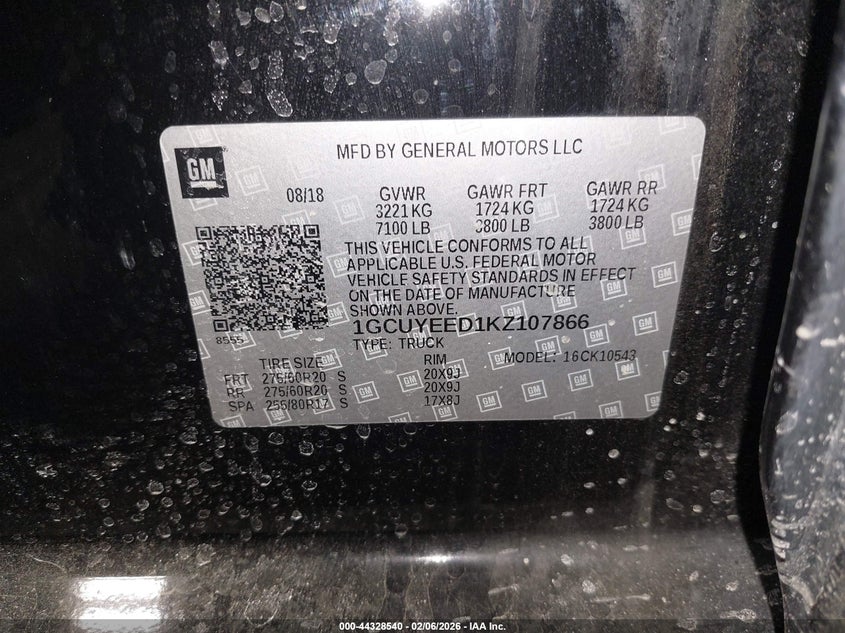 MFD BY GENERAL MOTORS LLC
GM
08/18 GVWR GAWR FRT GAWR RR
3221 KG 1724 KG 1724 KG
7100 LB 3800 LB 3800 LB
THIS VEHICLE CONFORMS TO ALL
APPLICABLE U.S. FEDERAL MOTOR
VEHICLE SAFETY STANDARDS IN EFFECT
ON THE DATE OF MANUFACTURE
SHOWN ABOVE.
8555
1GCUYEED1KZ107866
TYPE: TRUCK
TIRE SIZE RIM MODEL: 16CK10543
FRT 275/60R20 S 20X9J
RR 275/60R20 S 20X9J
SPA 255/80R17 S 17X8J
000-44328540 02/06/2026 - IAA Inc.